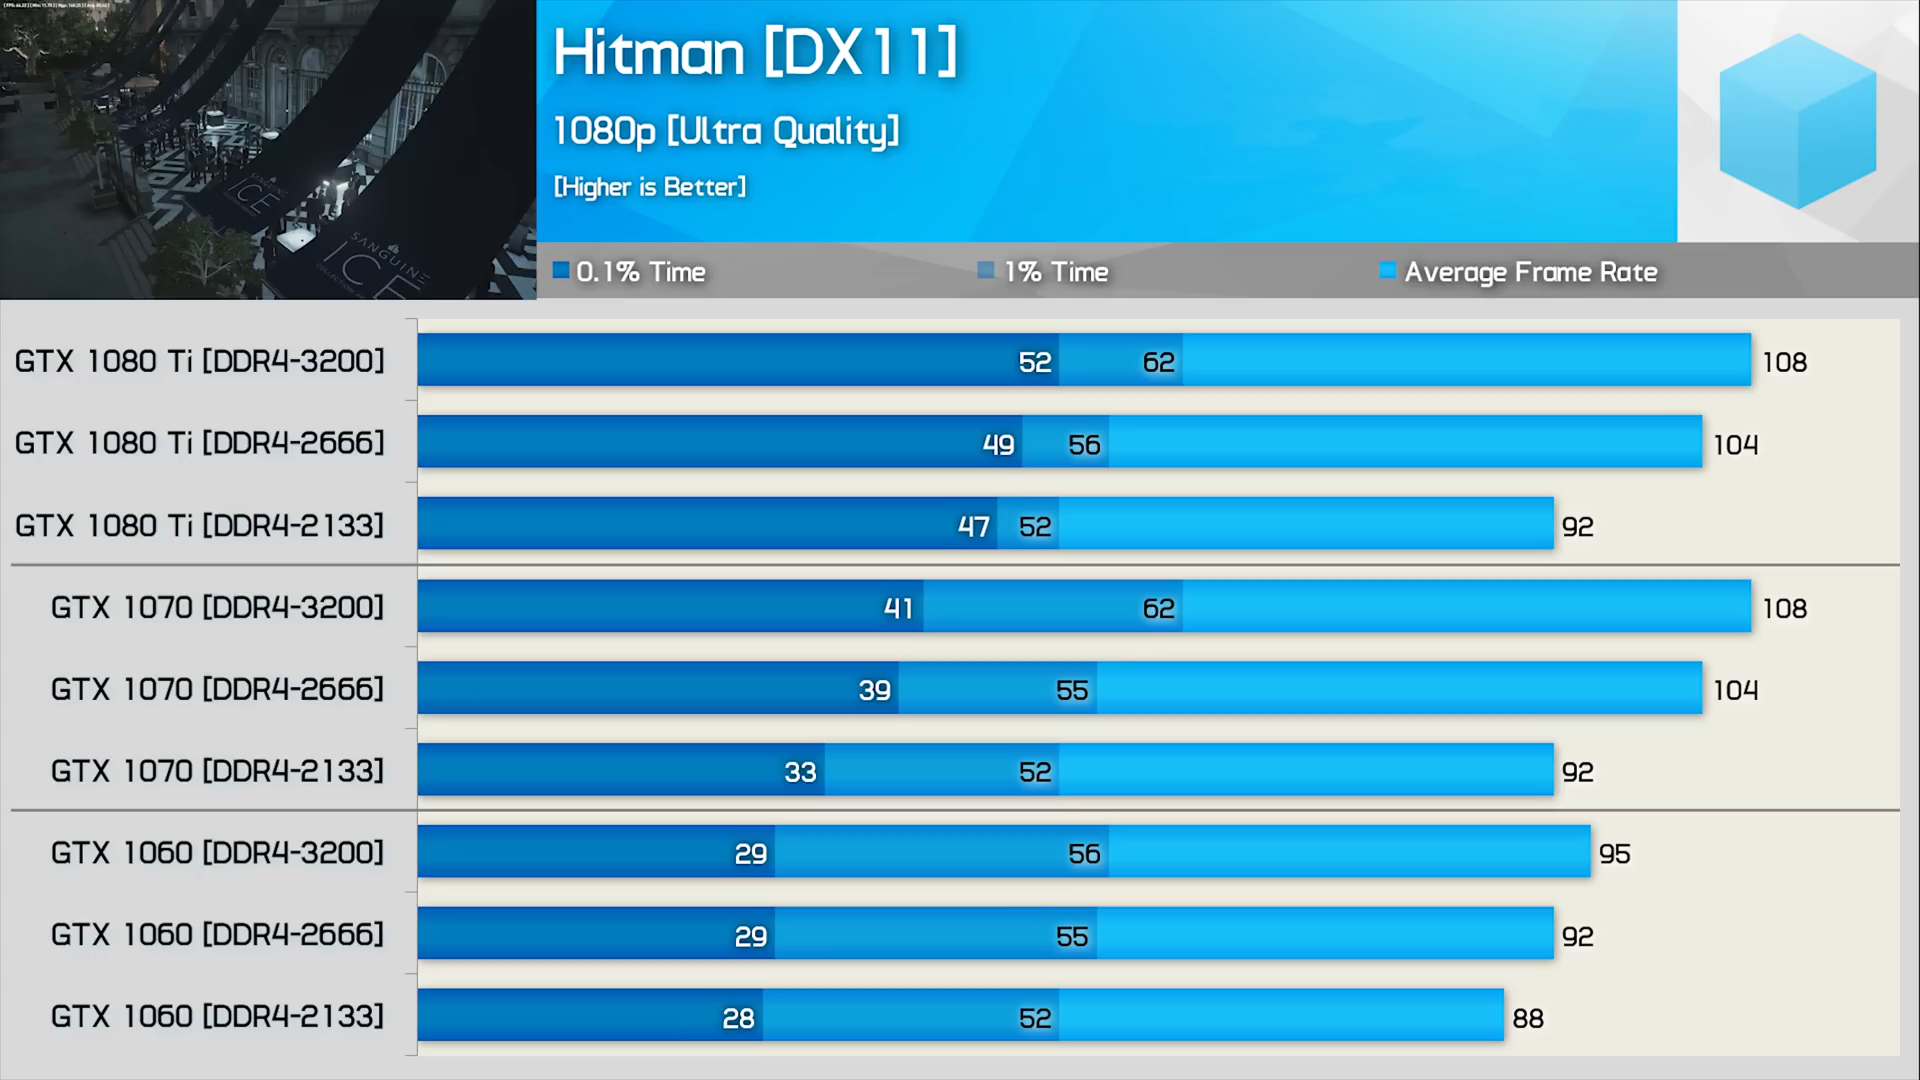 Hitman [DX11]
1080p [Ultra Quality]
[Higher is Better]
0.1% Time
1% Time
Average Frame Rate
SANGUINE
ICE
SANGUINE
ICE
GTX 1080 Ti [DDR4-3200] 52 62 108
GTX 1080 Ti [DDR4-2666] 49 56 104
GTX 1080 Ti [DDR4-2133] 47 52 92
GTX 1070 [DDR4-3200] 41 62 108
GTX 1070 [DDR4-2666] 39 55 104
GTX 1070 [DDR4-2133] 33 52 92
GTX 1060 [DDR4-3200] 29 56 95
GTX 1060 [DDR4-2666] 29 55 92
GTX 1060 [DDR4-2133] 28 52 88